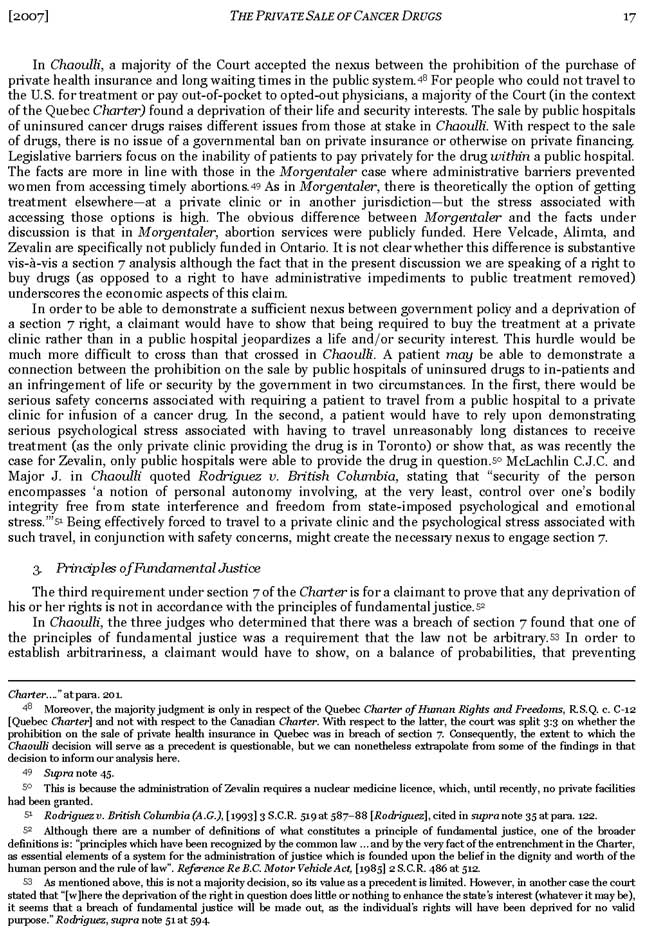 [2007] THE PRIVATE SALE OF CANCER DRUGS 17
In Chaoulli, a majority of the Court accepted the nexus between the prohibition of the purchase of
private health insurance and long waiting times in the public system.48 For people who could not travel to
the U.S. for treatment or pay out-of-pocket to opted-out physicians, a majority of the Court (in the context
of the Quebec Charter) found a deprivation of their life and security interests. The sale by public hospitals
of uninsured cancer drugs raises different issues from those at stake in Chaoulli. With respect to the sale
of drugs, there is no issue of a governmental ban on private insurance or otherwise on private financing.
Legislative barriers focus on the inability of patients to pay privately for the drug within a public hospital.
The facts are more in line with those in the Morgentaler case where administrative barriers prevented
women from accessing timely abortions.49 As in Morgentaler, there is theoretically the option of getting
treatment elsewhere—at a private clinic or in another jurisdiction—but the stress associated with
accessing those options is high. The obvious difference between Morgentaler and the facts under
discussion is that in Morgentaler, abortion services were publicly funded. Here Velcade, Alimta, and
Zevalin are specifically not publicly funded in Ontario. It is not clear whether this difference is substantive
vis-à-vis a section 7 analysis although the fact that in the present discussion we are speaking of a right to
buy drugs (as opposed to a right to have administrative impediments to public treatment removed)
underscores the economic aspects of this claim.
In order to be able to demonstrate a sufficient nexus between government policy and a deprivation of
a section 7 right, a claimant would have to show that being required to buy the treatment at a private
clinic rather than in a public hospital jeopardizes a life and/or security interest. This hurdle would be
much more difficult to cross than that crossed in Chaoulli. A patient may be able to demonstrate a
connection between the prohibition on the sale by public hospitals of uninsured drugs to in-patients and
an infringement of life or security by the government in two circumstances. In the first, there would be
serious safety concerns associated with requiring a patient to travel from a public hospital to a private
clinic for infusion of a cancer drug. In the second, a patient would have to rely upon demonstrating
serious psychological stress associated with having to travel unreasonably long distances to receive
treatment (as the only private clinic providing the drug is in Toronto) or show that, as was recently the
case for Zevalin, only public hospitals were able to provide the drug in question.50 McLachlin C.J.C. and
Major J. in Chaoulli quoted Rodriguez v. British Columbia, stating that “security of the person
encompasses ‘a notion of personal autonomy involving, at the very least, control over one’s bodily
integrity free from state interference and freedom from state-imposed psychological and emotional
stress.’”51 Being effectively forced to travel to a private clinic and the psychological stress associated with
such travel, in conjunction with safety concerns, might create the necessary nexus to engage section 7.
3. Principles of Fundamental Justice
The third requirement under section 7 of the Charter is for a claimant to prove that any deprivation of
his or her rights is not in accordance with the principles of fundamental justice.52
In Chaoulli, the three judges who determined that there was a breach of section 7 found that one of
the principles of fundamental justice was a requirement that the law not be arbitrary.53 In order to
establish arbitrariness, a claimant would have to show, on a balance of probabilities, that preventing
Charter….” at para. 201.
48 Moreover, the majority judgment is only in respect of the Quebec Charter of Human Rights and Freedoms, R.S.Q. c. C-12
[Quebec Charter] and not with respect to the Canadian Charter. With respect to the latter, the court was split 3:3 on whether the
prohibition on the sale of private health insurance in Quebec was in breach of section 7. Consequently, the extent to which the
Chaoulli decision will serve as a precedent is questionable, but we can nonetheless extrapolate from some of the findings in that
decision to inform our analysis here.
49 Supra note 45.
50 This is because the administration of Zevalin requires a nuclear medicine licence, which, until recently, no private facilities
had been granted.
51 Rodriguez v. British Columbia (A.G.), [1993] 3 S.C.R. 519 at 587–88 [Rodriguez], cited in supra note 35 at para. 122.
52 Although there are a number of definitions of what constitutes a principle of fundamental justice, one of the broader
definitions is: “principles which have been recognized by the common law … and by the very fact of the entrenchment in the Charter,
as essential elements of a system for the administration of justice which is founded upon the belief in the dignity and worth of the
human person and the rule of law”. Reference Re B.C. Motor Vehicle Act, [1985] 2 S.C.R. 486 at 512.
53 As mentioned above, this is not a majority decision, so its value as a precedent is limited. However, in another case the court
stated that “[w]here the deprivation of the right in question does little or nothing to enhance the state’s interest (whatever it may be),
it seems that a breach of fundamental justice will be made out, as the individual’s rights will have been deprived for no valid
purpose.” Rodriguez, supra note 51 at 594.